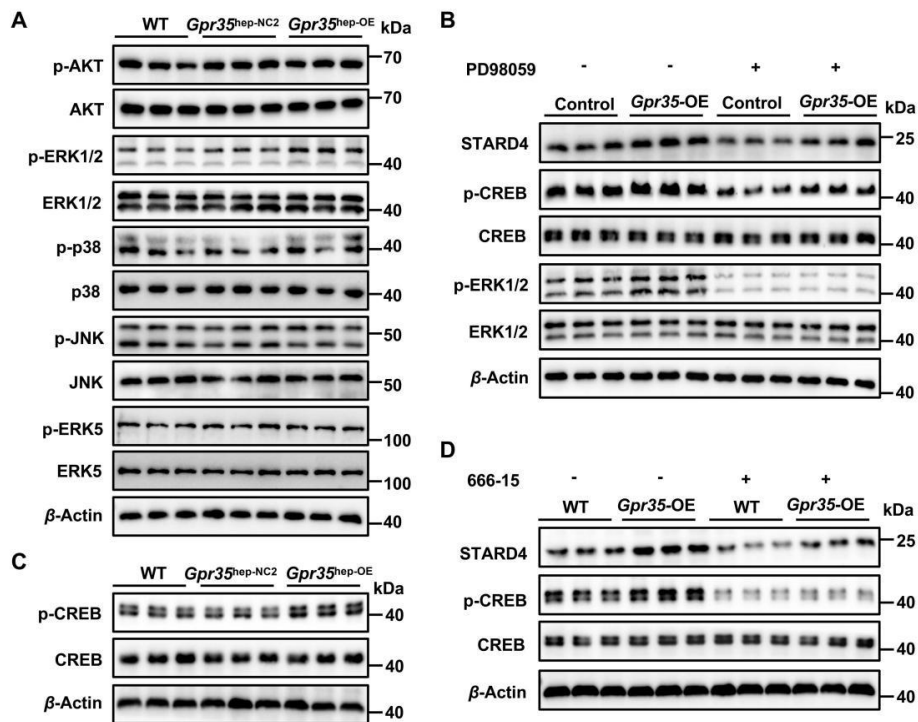 A
WT Gpr35hep-NC2 Gpr35hep-OE kDa
p-AKT 70
AKT 70
p-ERK1/2 40
ERK1/2 40
p-p38 40
p38 40
p-JNK 50
JNK 50
p-ERK5 100
ERK5 100
β-Actin 40
B
PD98059 - - + +
Control Gpr35-OE Control Gpr35-OE kDa
STARD4 25
p-CREB 40
CREB 40
p-ERK1/2 40
ERK1/2 40
β-Actin 40
C
WT Gpr35hep-NC2 Gpr35hep-OE kDa
p-CREB 40
CREB 40
β-Actin 40
D
666-15 - - + +
WT Gpr35-OE WT Gpr35-OE kDa
STARD4 25
p-CREB 40
CREB 40
β-Actin 40